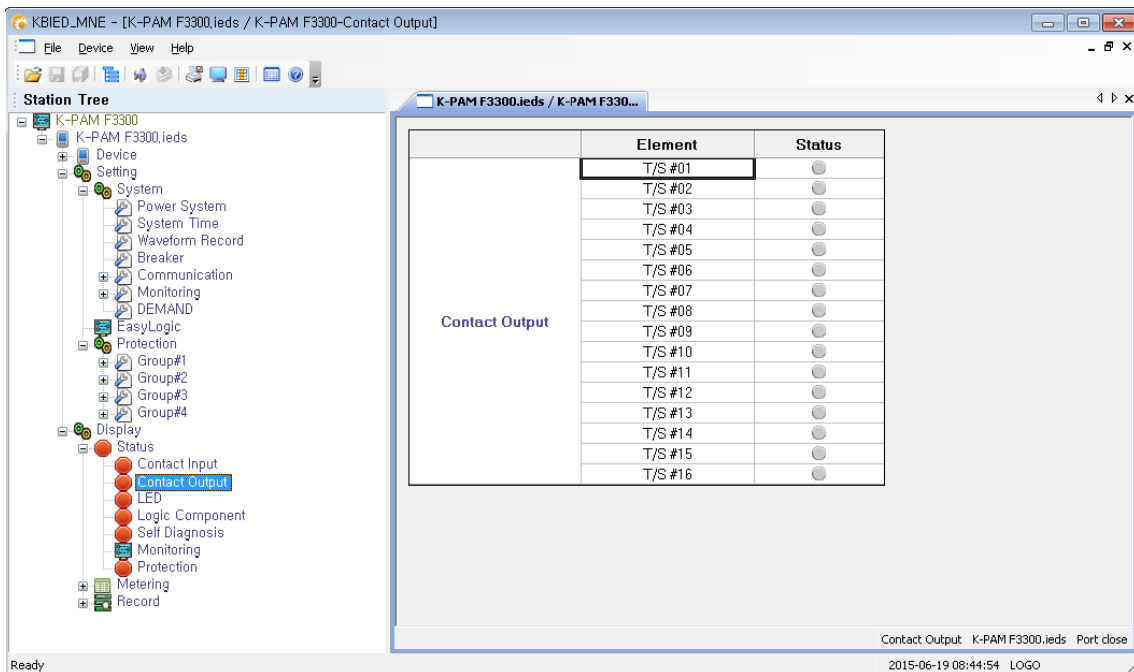 KBIED_MNE - [K-PAM F3300,ieds / K-PAM F3300-Contact Output]
File Device View Help
Station Tree
K-PAM F3300
K-PAM F3300,ieds
Device
Setting
System
Power System
System Time
Waveform Record
Breaker
Communication
Monitoring
DEMAND
EasyLogic
Protection
Group#1
Group#2
Group#3
Group#4
Display
Status
Contact Input
Contact Output
LED
Logic Component
Self Diagnosis
Monitoring
Protection
Metering
Record
K-PAM F3300.ieds / K-PAM F330...
Element Status
Contact Output
T/S #01
T/S #02
T/S #03
T/S #04
T/S #05
T/S #06
T/S #07
T/S #08
T/S #09
T/S #10
T/S #11
T/S #12
T/S #13
T/S #14
T/S #15
T/S #16
Contact Output K-PAM F3300.ieds Port close
Ready 2015-06-19 08:44:54 LOGO